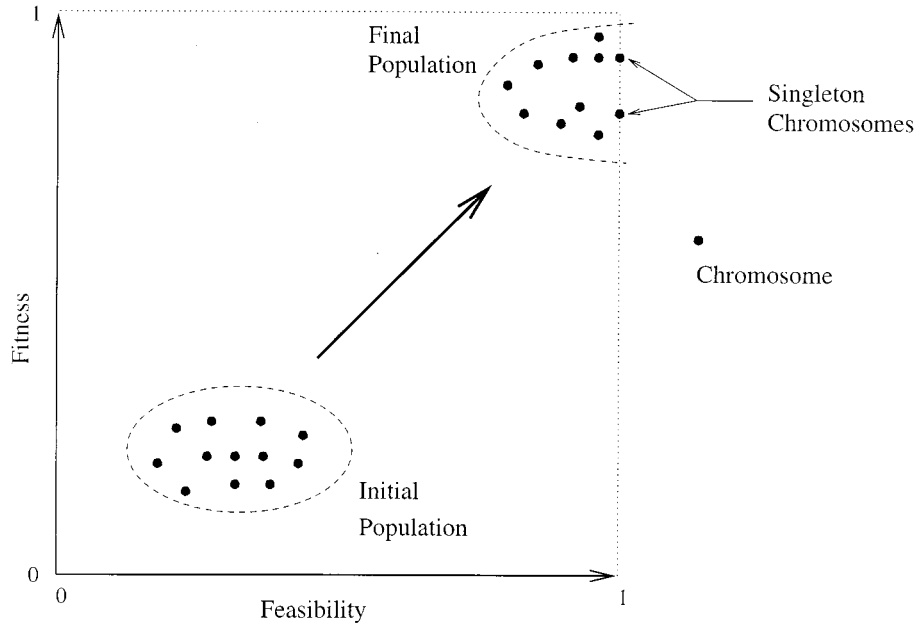 1
Final
Population
Singleton
Chromosomes
Chromosome
Fitness
Initial
Population
0
0
Feasibility
1